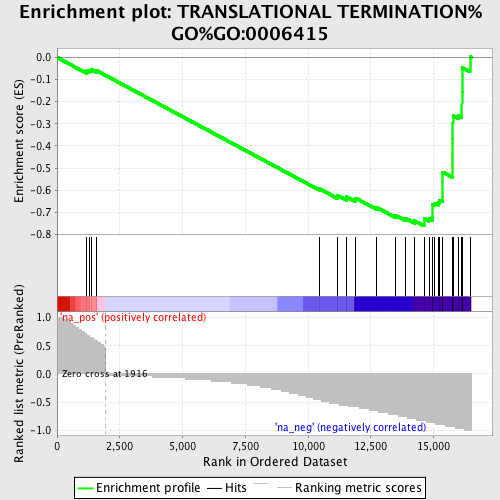 Enrichment plot: TRANSLATIONAL TERMINATION%
GO%GO:0006415
Enrichment score (ES)
0.0
-0.1
-0.2
-0.3
-0.4
-0.5
-0.6
-0.7
-0.8
'na_pos' (positively correlated)
Ranked list metric (PreRanked)
1.0
0.5
0.0
-0.5
-1.0
Zero cross at 1916
'na_neg' (negatively correlated)
0 2,500 5,000 7,500 10,000 12,500 15,000
Rank in Ordered Dataset
Enrichment profile Hits Ranking metric scores